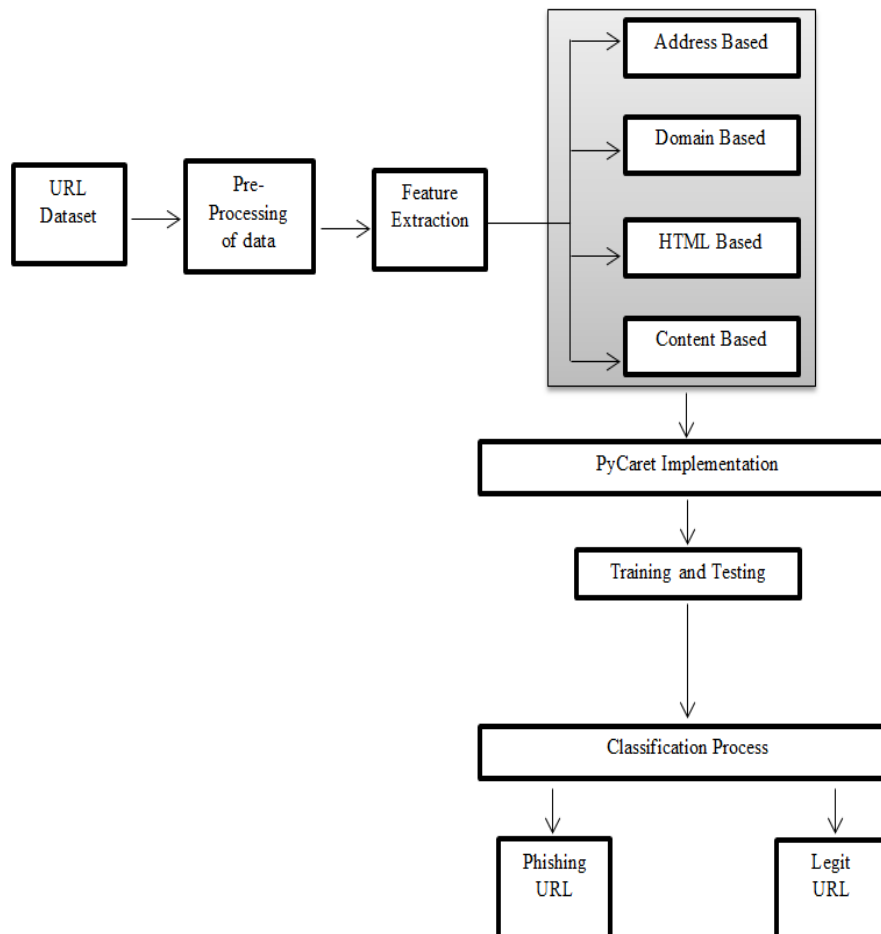 URL
Dataset
Pre-
Processing
of data
Feature
Extraction
Address Based
Domain Based
HTML Based
Content Based
PyCaret Implementation
Training and Testing
Classification Process
Phishing
URL
Legit
URL